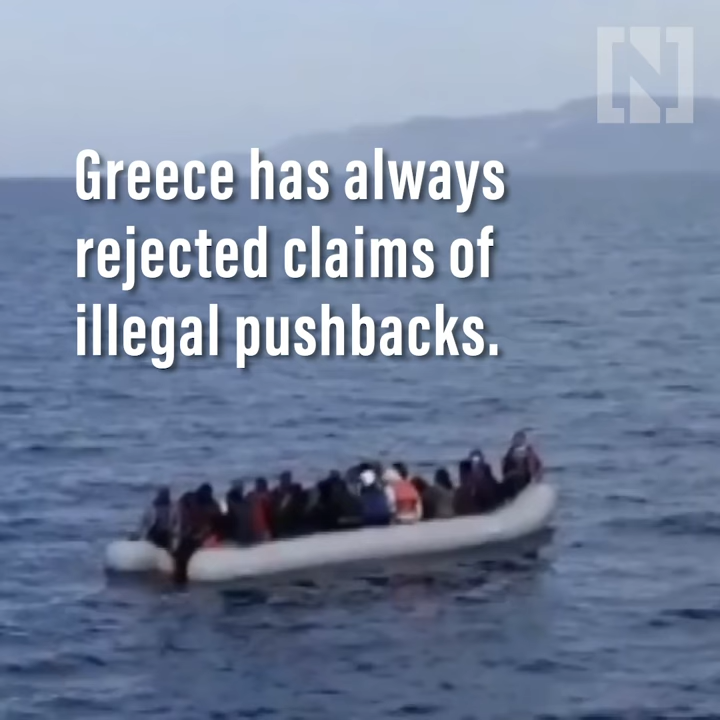 [N]
Greece has always
rejected claims of
illegal pushbacks.